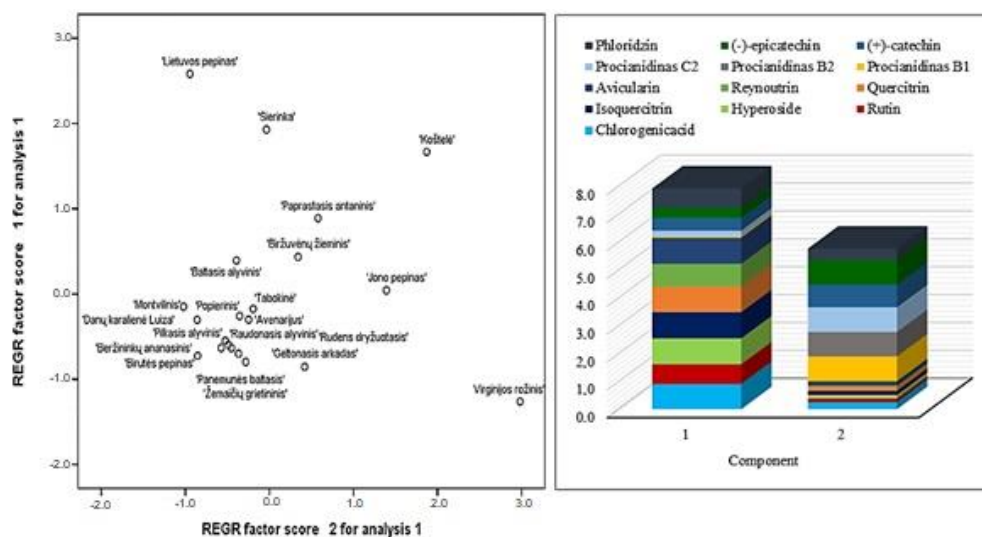 REGR factor score 1 for analysis 1
3.0
2.0
1.0
0.0
-1.0
-2.0
'Lietuvos pepinas'
'Sierinka'
'Koštelė'
'Paprastasis antaninis'
'Biržuvėnų žieminis'
'Baltasis alyvinis'
'Jono pepinas'
'Montvilinis' 'Popierinis' 'Tabokinė'
'Danų karalienė Luiza' 'Avenarijus'
'Pilkasis alyvinis' 'Raudonasis alyvinis' 'Rudens dryžuotasis'
'Beržininkų ananasinis' 'Geltonasis arkadas'
'Birutės pepinas'
'Panemunės baltasis'
'Žemaičių grietininis'
Virginijos rožinis'
-2.0 -1.0 0.0 1.0 2.0 3.0
REGR factor score 2 for analysis 1
Phloridzin (-)-epicatechin (+)-catechin
Procianidinas C2 Procianidinas B2 Procianidinas B1
Avicularin Reynoutrin Quercitrin
Isoquercitrin Hyperoside Rutin
Chlorogenicacid
8.0
7.0
6.0
5.0
4.0
3.0
2.0
1.0
0.0
1 2
Component